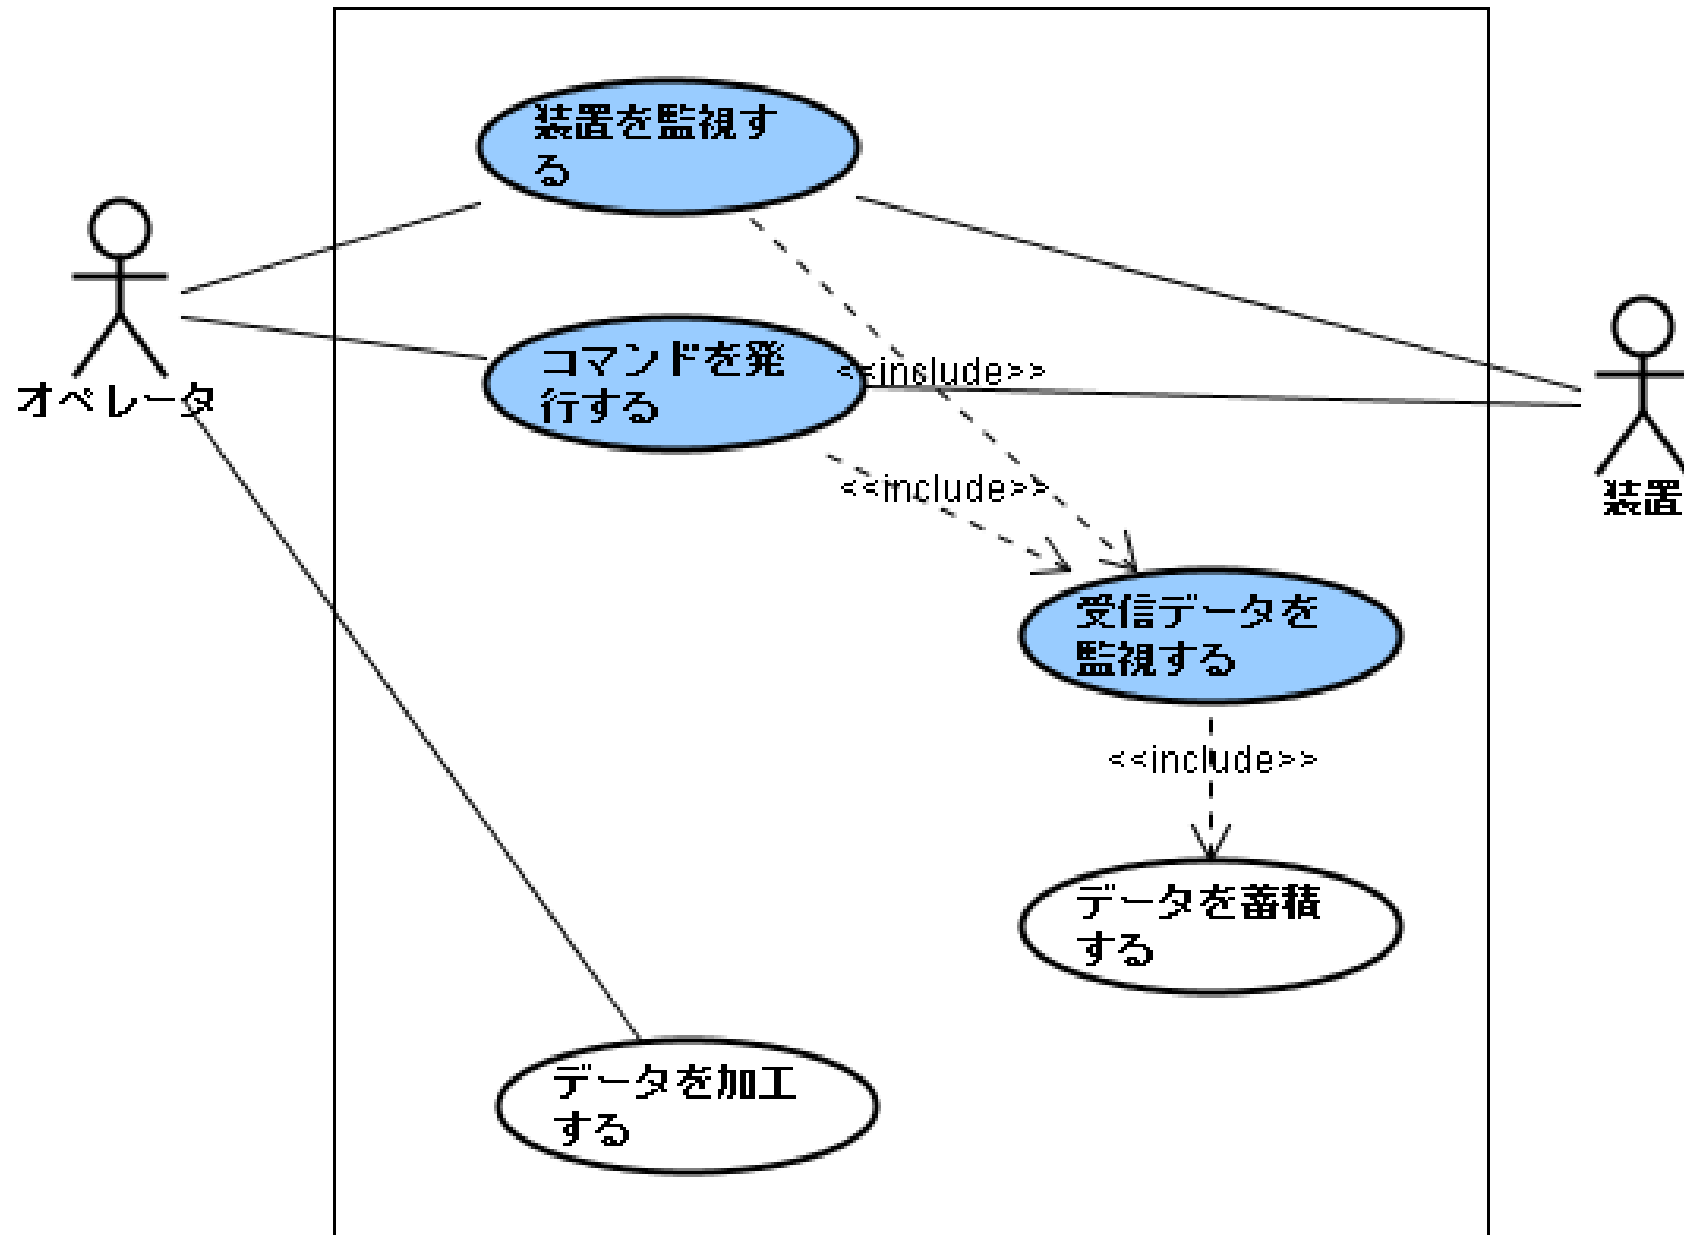 装置を監視す
る
オペレータ
コマンドを発
行する
<<include>>
<<include>>
装置
受信データを
監視する
<<include>>
データを蓄積
する
データを加工
する